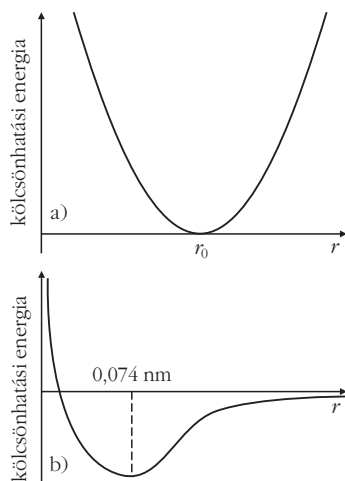 kölcsönhatási energia
a)
r₀
r
kölcsönhatási energia
0,074 nm
r
b)